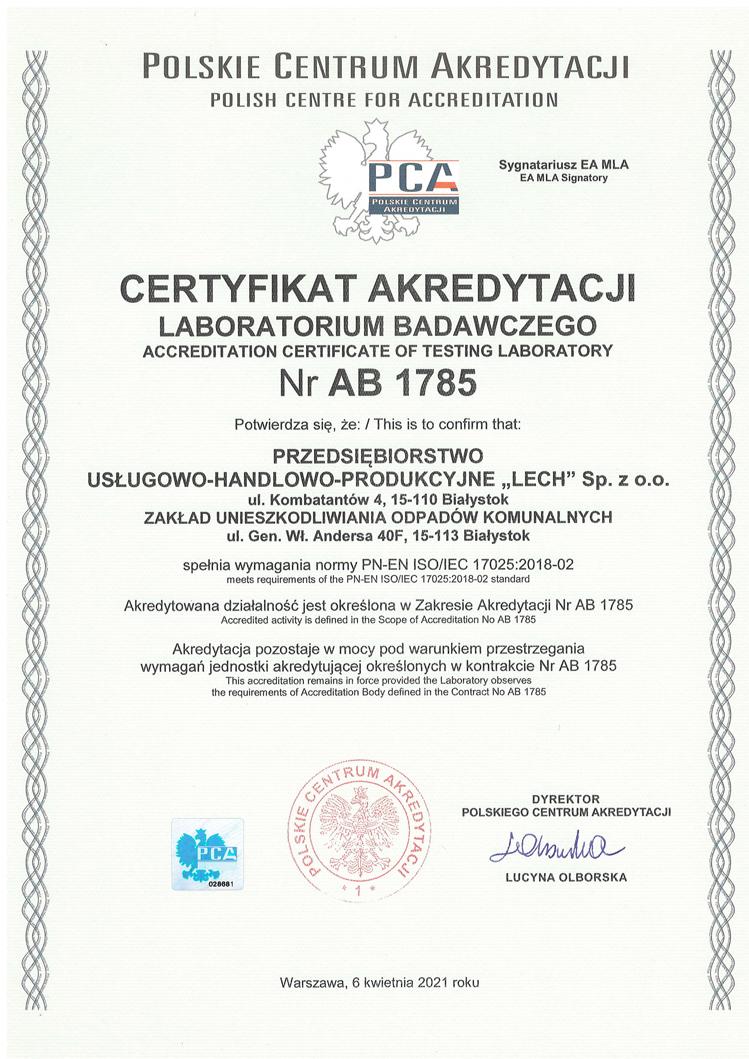 POLSKIE CENTRUM AKREDYTACJI
POLISH CENTRE FOR ACCREDITATION
PCA
POLSKIE CENTRUM
AKREDYTACJI
Sygnatariusz EA MLA
EA MLA Signatory
CERTYFIKAT AKREDYTACJI
LABORATORIUM BADAWCZEGO
ACCREDITATION CERTIFICATE OF TESTING LABORATORY
Nr AB 1785
Potwierdza się, że: / This is to confirm that:
PRZEDSIĘBIORSTWO
USŁUGOWO-HANDLOWO-PRODUKCYJNE „LECH” Sp. z o.o.
ul. Kombatantów 4, 15-110 Białystok
ZAKŁAD UNIESZKODLIWIANIA ODPADÓW KOMUNALNYCH
ul. Gen. Wł. Andersa 40F, 15-113 Białystok
spełnia wymagania normy PN-EN ISO/IEC 17025:2018-02
meets requirements of the PN-EN ISO/IEC 17025:2018-02 standard
Akredytowana działalność jest określona w Zakresie Akredytacji Nr AB 1785
Accredited activity is defined in the Scope of Accreditation No AB 1785
Akredytacja pozostaje w mocy pod warunkiem przestrzegania
wymagań jednostki akredytującej określonych w kontrakcie Nr AB 1785
This accreditation remains in force provided the Laboratory observes
the requirements of Accreditation Body defined in the Contract No AB 1785
PCA
028681
POLSKIE CENTRUM AKREDYTACJI
* 1 *
DYREKTOR
POLSKIEGO CENTRUM AKREDYTACJI
LUCYNA OLBORSKA
Warszawa, 6 kwietnia 2021 roku